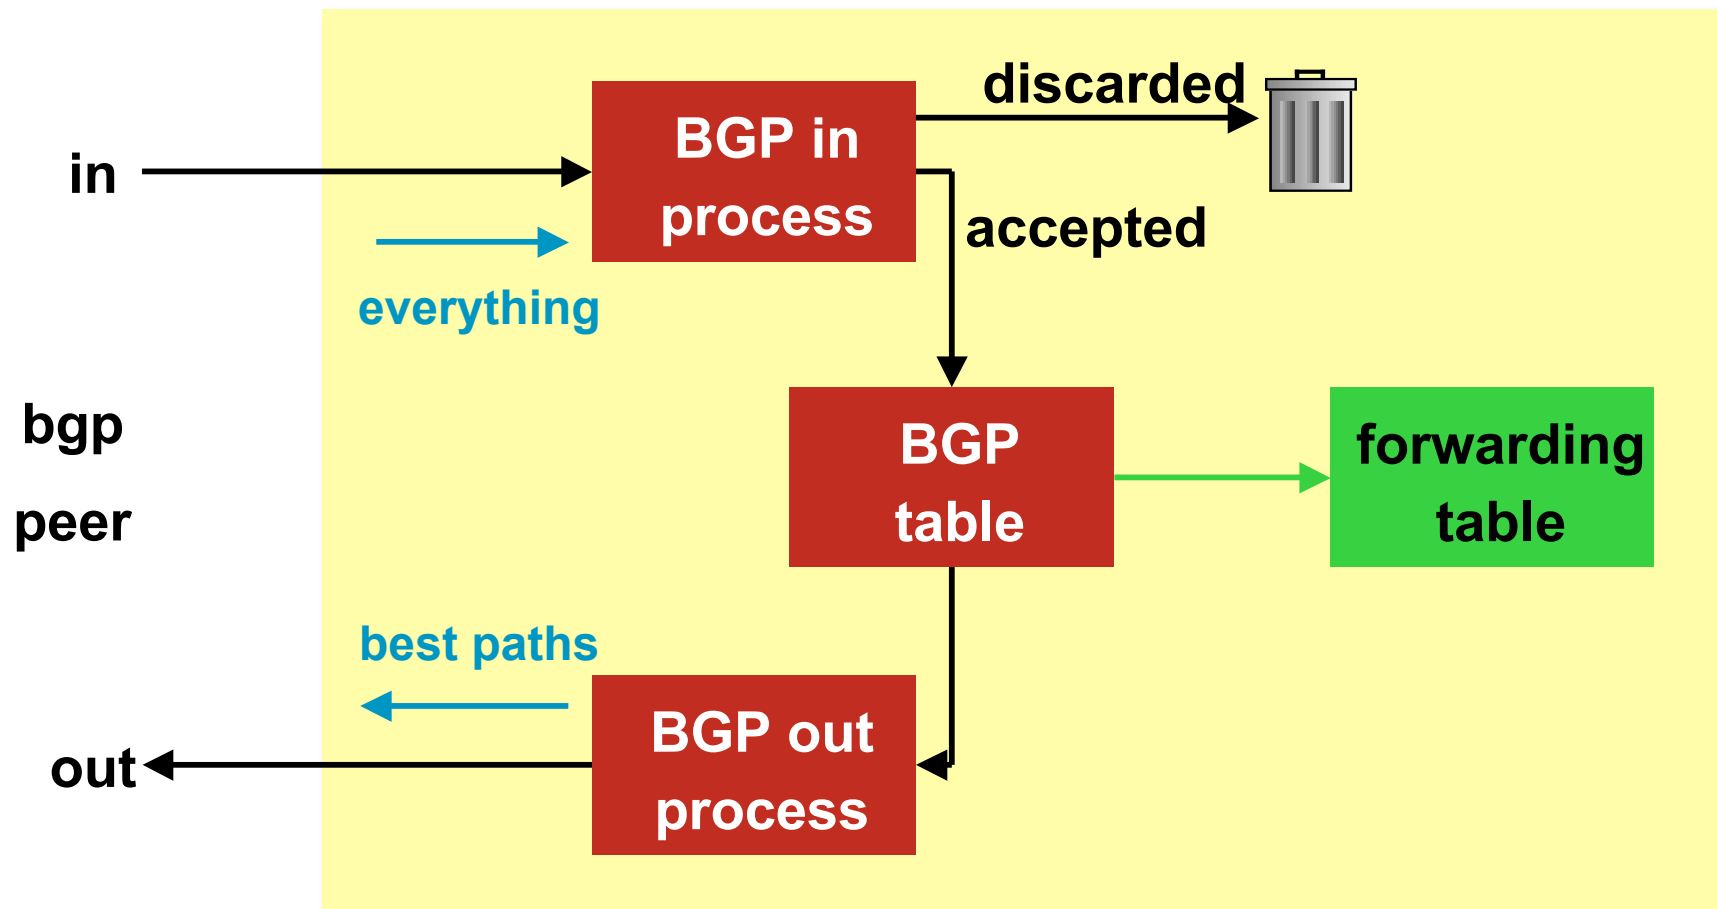 discarded
BGP in
process
in
accepted
everything
bgp
peer
BGP
table
forwarding
table
best paths
BGP out
process
out